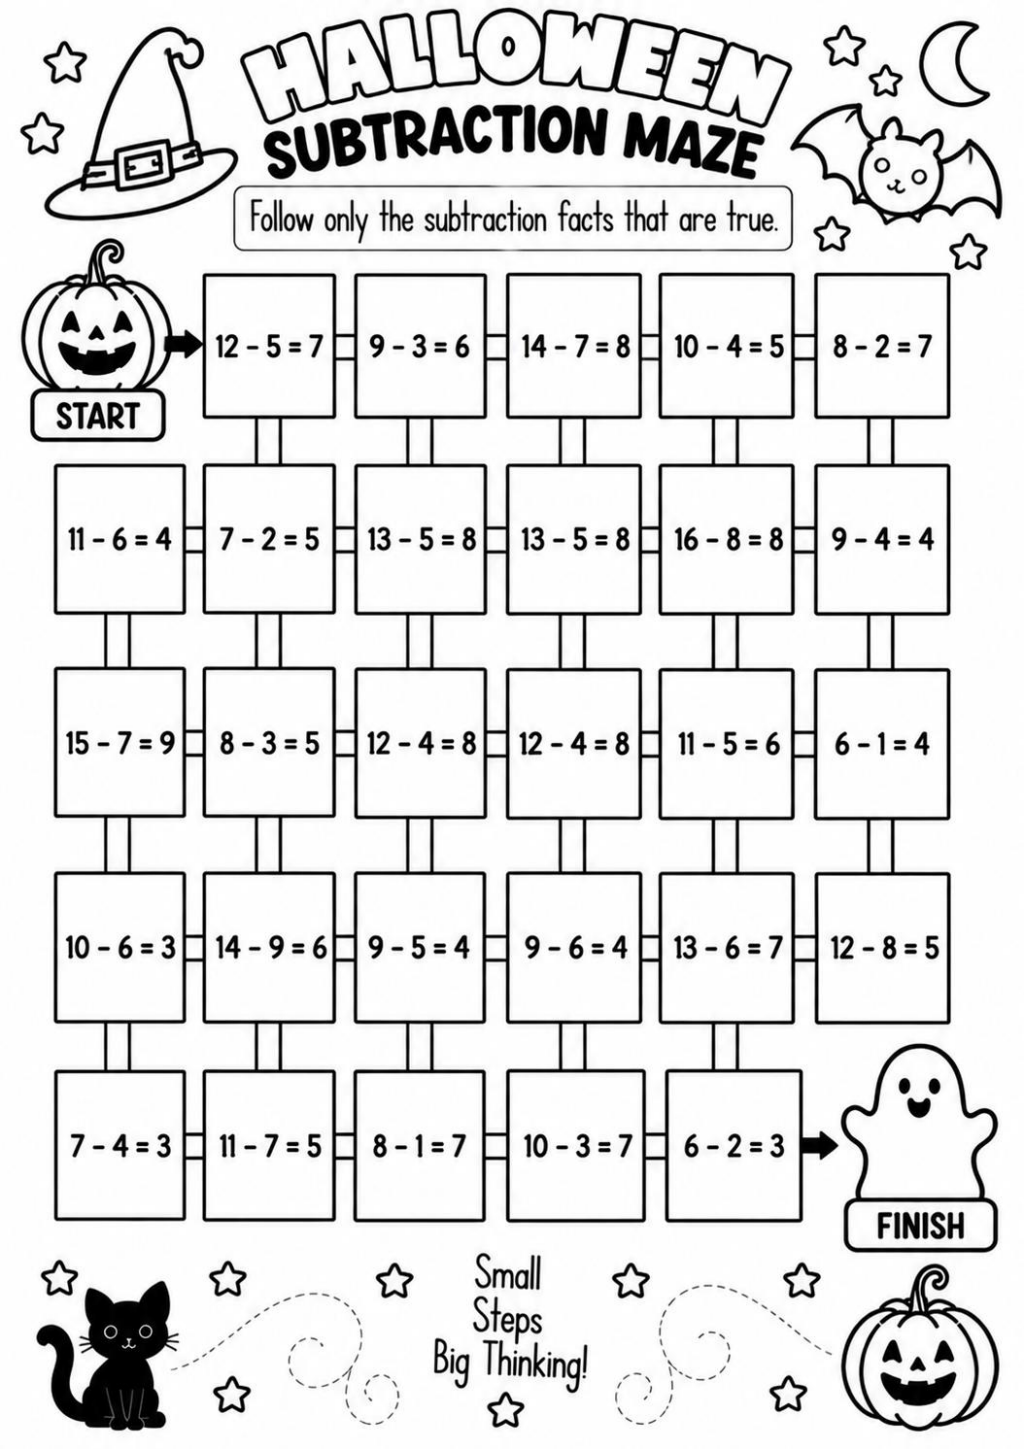 HALLOWEEN
SUBTRACTION MAZE
Follow only the subtraction facts that are true.
START
12 - 5 = 7
9 - 3 = 6
14 - 7 = 8
10 - 4 = 5
8 - 2 = 7
11 - 6 = 4
7 - 2 = 5
13 - 5 = 8
13 - 5 = 8
16 - 8 = 8
9 - 4 = 4
15 - 7 = 9
8 - 3 = 5
12 - 4 = 8
12 - 4 = 8
11 - 5 = 6
6 - 1 = 4
10 - 6 = 3
14 - 9 = 6
9 - 5 = 4
9 - 6 = 4
13 - 6 = 7
12 - 8 = 5
7 - 4 = 3
11 - 7 = 5
8 - 1 = 7
10 - 3 = 7
6 - 2 = 3
FINISH
Small
Steps
Big Thinking!